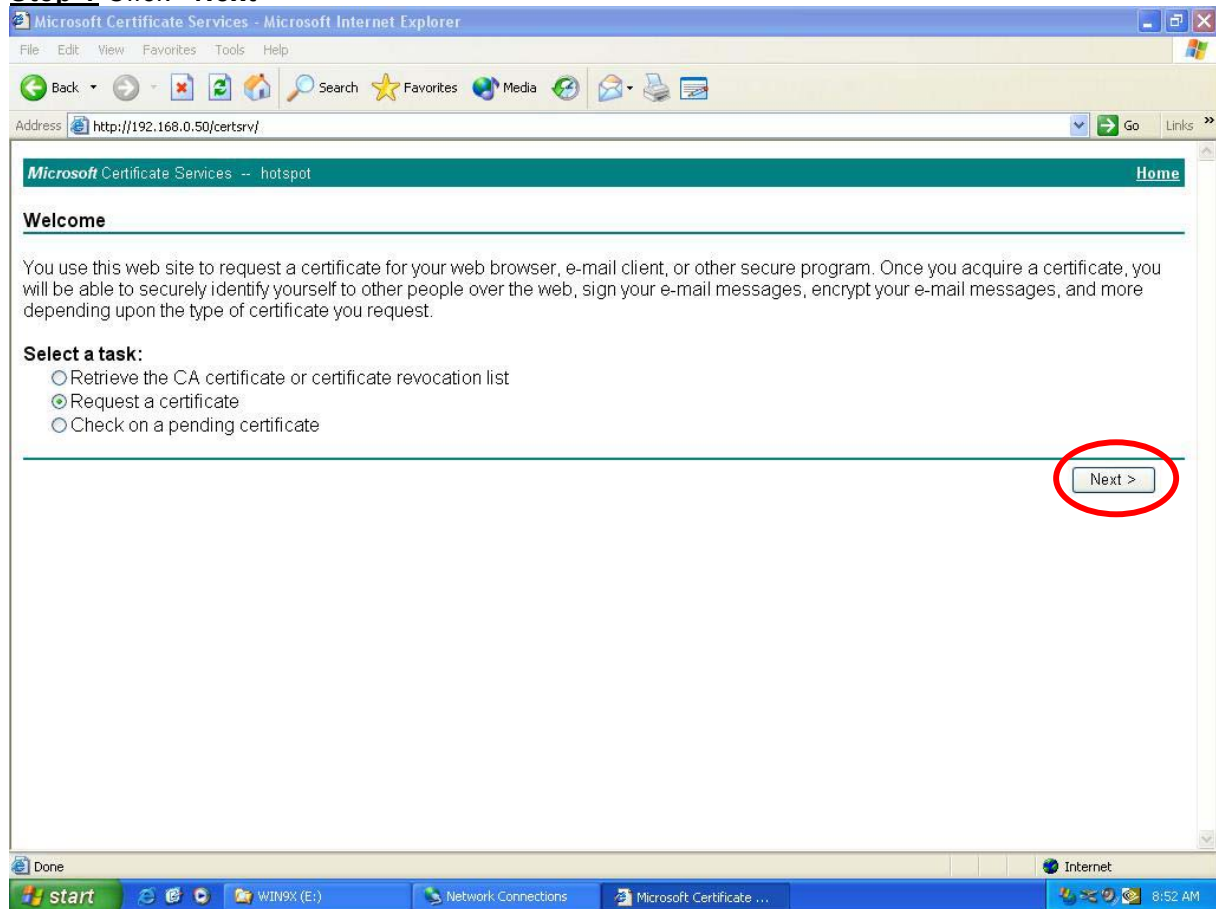 Microsoft Certificate Services - Microsoft Internet Explorer
File Edit View Favorites Tools Help
Back Search Favorites Media
Address http://192.168.0.50/certsrv/ Go Links »
Microsoft Certificate Services -- hotspot Home
Welcome
You use this web site to request a certificate for your web browser, e-mail client, or other secure program. Once you acquire a certificate, you
will be able to securely identify yourself to other people over the web, sign your e-mail messages, encrypt your e-mail messages, and more
depending upon the type of certificate you request.
Select a task:
Retrieve the CA certificate or certificate revocation list
Request a certificate
Check on a pending certificate
Next >
Done Internet
start WIN9X (E:) Network Connections Microsoft Certificate ... 8:52 AM